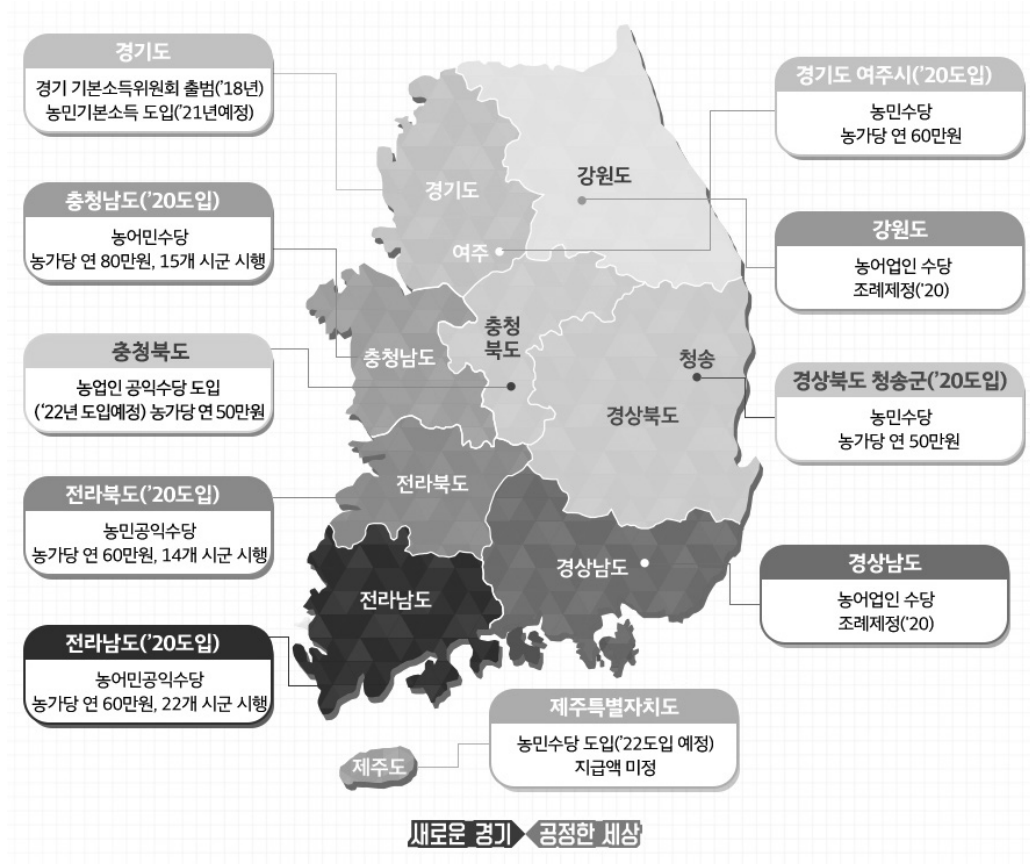 경기도
경기 기본소득위원회 출범('18년)
농민기본소득 도입('21년예정)
충청남도('20도입)
농어민수당
농가당 연 80만원, 15개 시군 시행
충청북도
농업인 공익수당 도입
('22년 도입예정) 농가당 연 50만원
전라북도('20도입)
농민공익수당
농가당 연 60만원, 14개 시군 시행
전라남도('20도입)
농어민공익수당
농가당 연 60만원, 22개 시군 시행
경기도
여주
강원도
충청남도
충청
북도
청송
경상북도
전라북도
경상남도
전라남도
제주도
경기도 여주시('20도입)
농민수당
농가당 연 60만원
강원도
농어업인 수당
조례제정('20)
경상북도 청송군('20도입)
농민수당
농가당 연 50만원
경상남도
농어업인 수당
조례제정('20)
제주특별자치도
농민수당 도입('22도입 예정)
지급액 미정
새로운 경기 공정한 세상